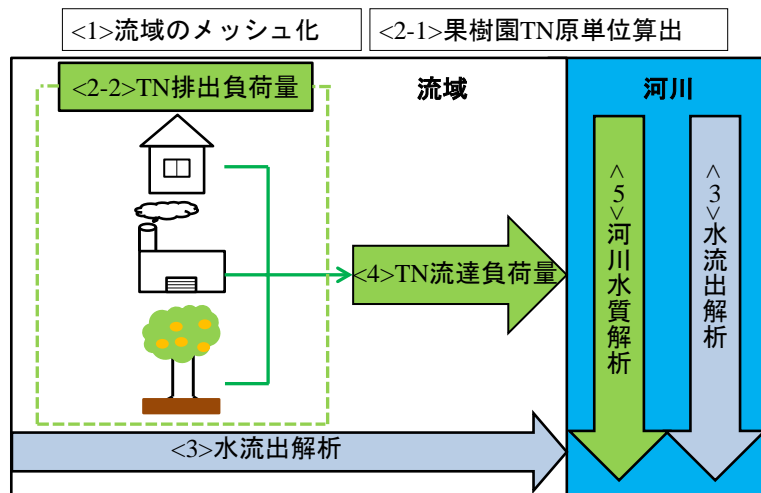 <1>流域のメッシュ化
<2-1>果樹園TN原単位算出
<2-2>TN排出負荷量
流域
河川
<4>TN流達負荷量
<5>河川水質解析
<3>水流出解析
<3>水流出解析